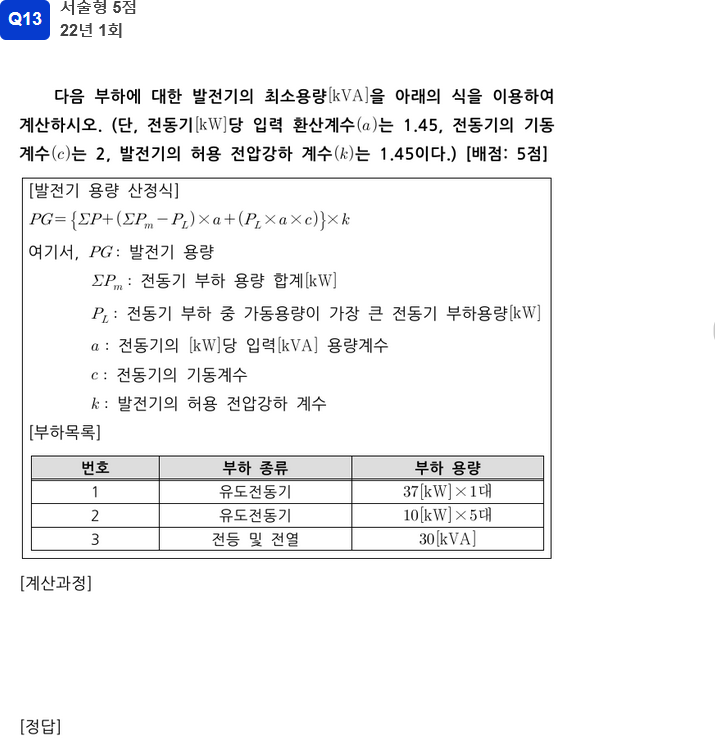 Q13
서술형 5점
22년 1회
다음 부하에 대한 발전기의 최소용량[kVA]을 아래의 식을 이용하여
계산하시오. (단, 전동기[kW]당 입력 환산계수(a)는 1.45, 전동기의 기동
계수(c)는 2, 발전기의 허용 전압강하 계수(k)는 1.45이다.) [배점: 5점]
[발전기 용량 산정식]
PG={ΣP+(ΣPₘ−P_L)×a+(P_L×a×c)}×k
여기서, PG: 발전기 용량
ΣPₘ: 전동기 부하 용량 합계[kW]
P_L: 전동기 부하 중 가동용량이 가장 큰 전동기 부하용량[kW]
a: 전동기의 [kW]당 입력[kVA] 용량계수
c: 전동기의 기동계수
k: 발전기의 허용 전압강하 계수
[부하목록]
번호 부하 종류 부하 용량
1 유도전동기 37[kW]×1대
2 유도전동기 10[kW]×5대
3 전등 및 전열 30[kVA]
[계산과정]
[정답]